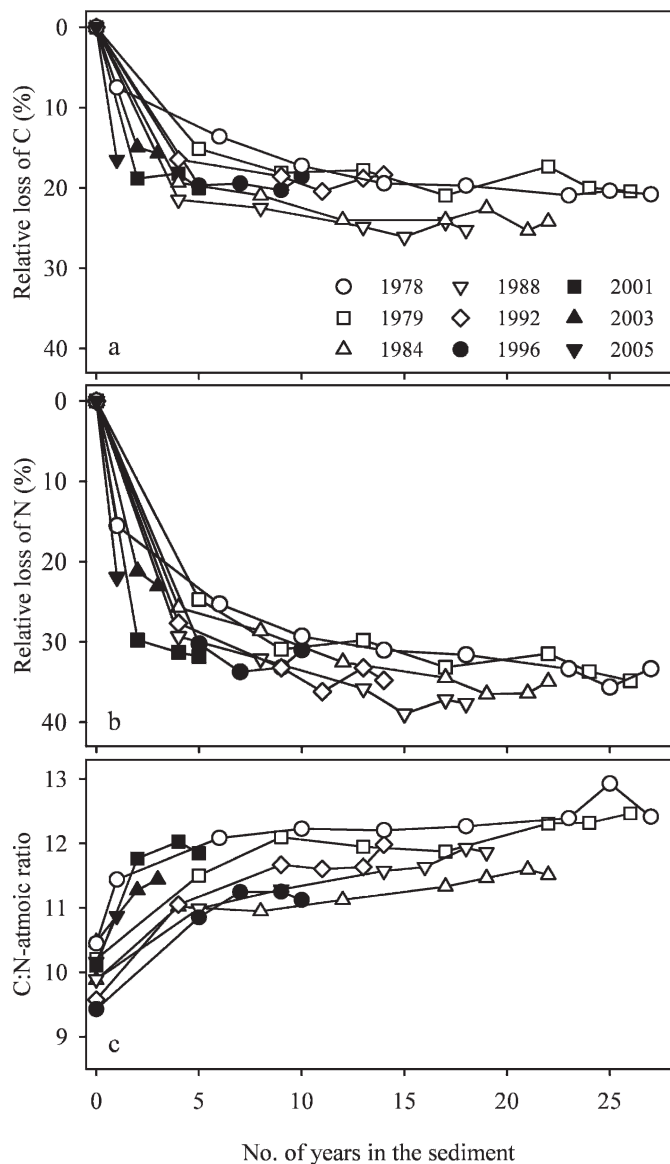 0
10
20
30
40
Relative loss of C (%)
a
1978 1988 2001
1979 1992 2003
1984 1996 2005
0
10
20
30
40
Relative loss of N (%)
b
13
12
11
10
9
C:N-atmoic ratio
c
0 5 10 15 20 25
No. of years in the sediment